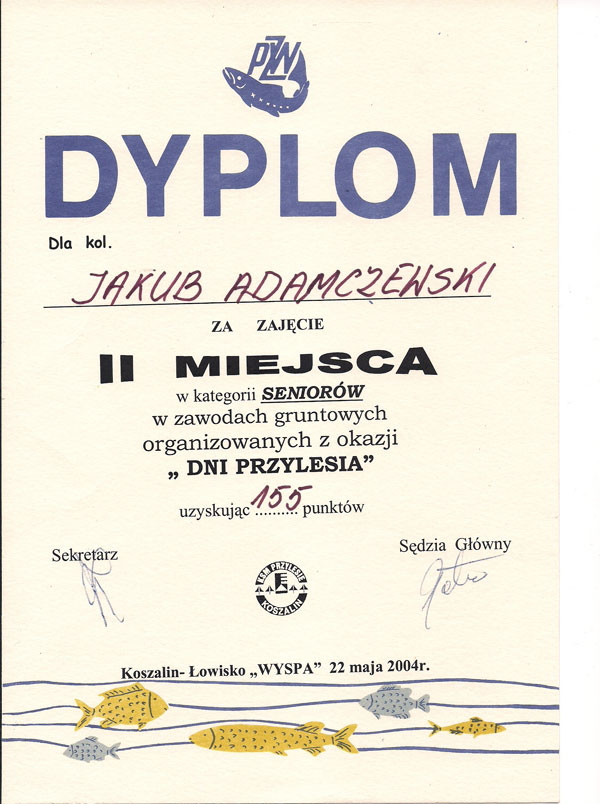 PZW
DYPLOM
Dla kol.
JAKUB ADAMCZEWSKI
ZA ZAJĘCIE
II MIEJSCA
w kategorii SENIORÓW
w zawodach gruntowych
organizowanych z okazji
„ DNI PRZYLESIA”
uzyskując 155 punktów
Sekretarz
Sędzia Główny
KSM PRZYLESIE
KOSZALIN
Koszalin- Łowisko „WYSPA” 22 maja 2004r.